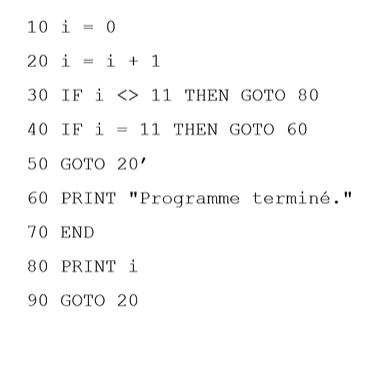 10 i = 0
20 i = i + 1
30 IF i <> 11 THEN GOTO 80
40 IF i = 11 THEN GOTO 60
50 GOTO 20′
60 PRINT "Programme terminé."
70 END
80 PRINT i
90 GOTO 20